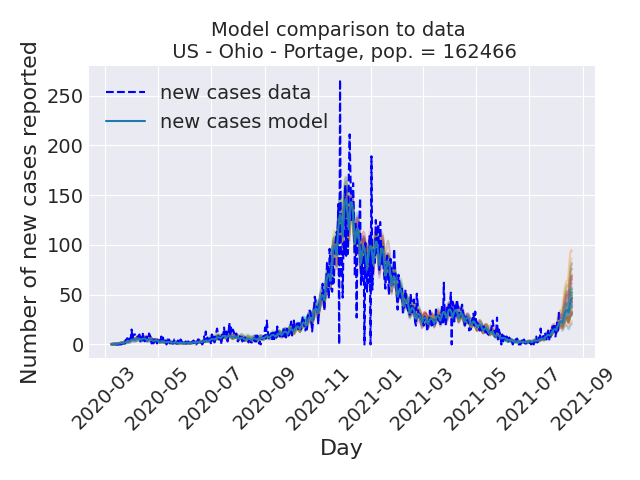 Model comparison to data
US - Ohio - Portage, pop. = 162466
Number of new cases reported
250
200
150
100
50
0
new cases data
new cases model
2020-03
2020-05
2020-07
2020-09
2020-11
2021-01
2021-03
2021-05
2021-07
2021-09
Day